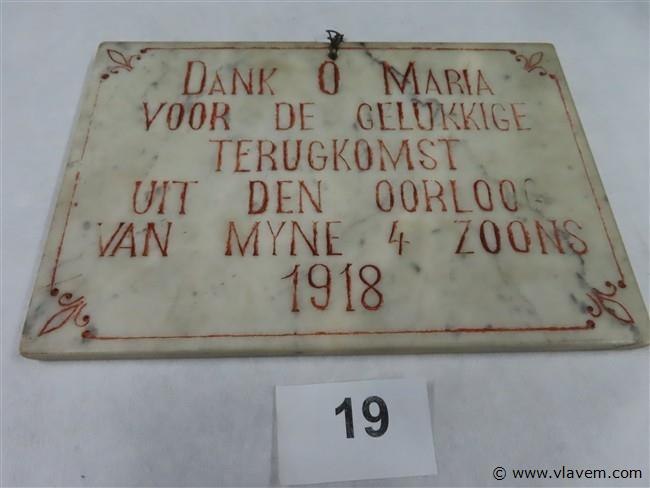 DANK O MARIA
VOOR DE GELUKKIGE
TERUGKOMST
UIT DEN OORLOOG
VAN MYNE 4 ZOONS
1918
19
© www.vlavem.com